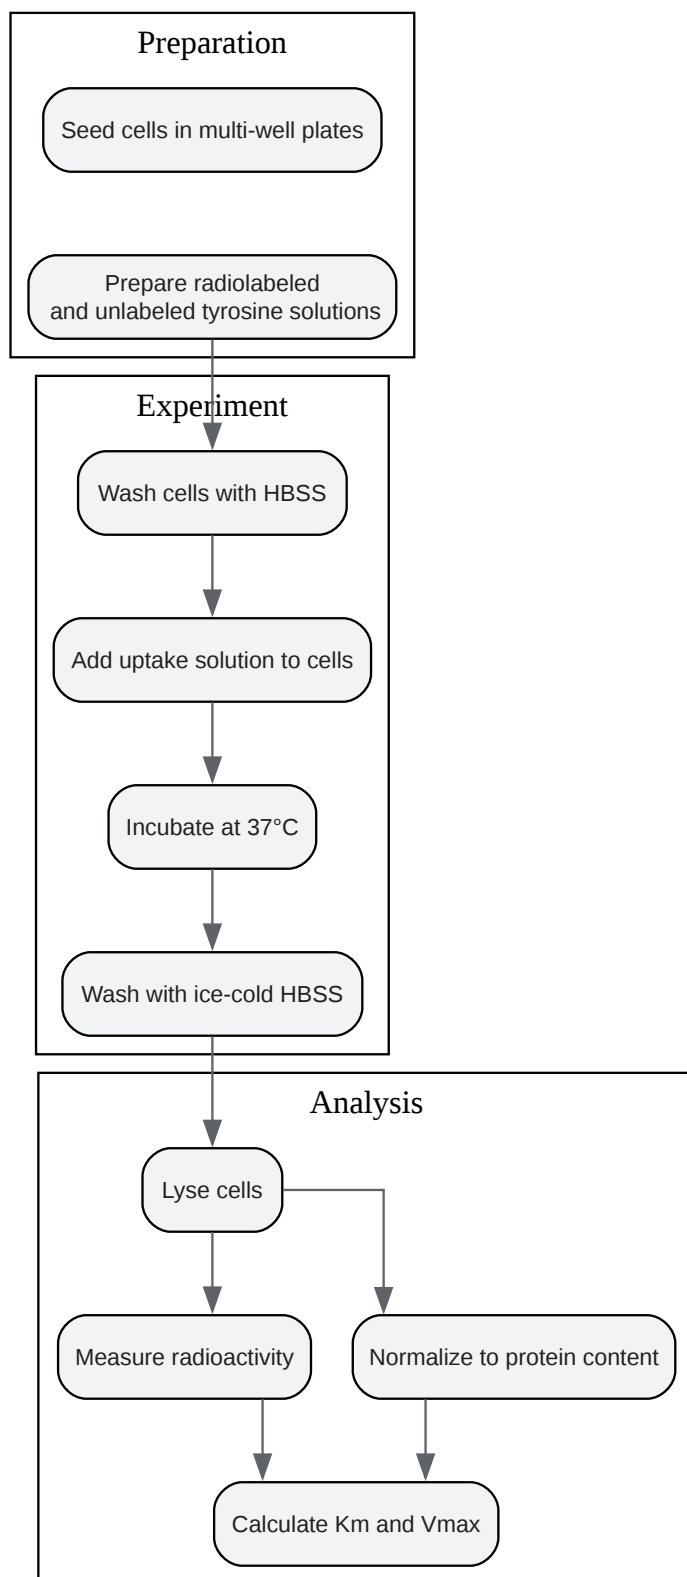 Preparation
Seed cells in multi-well plates
Prepare radiolabeled
and unlabeled tyrosine solutions
Experiment
Wash cells with HBSS
Add uptake solution to cells
Incubate at 37°C
Wash with ice-cold HBSS
Analysis
Lyse cells
Measure radioactivity
Normalize to protein content
Calculate Km and Vmax